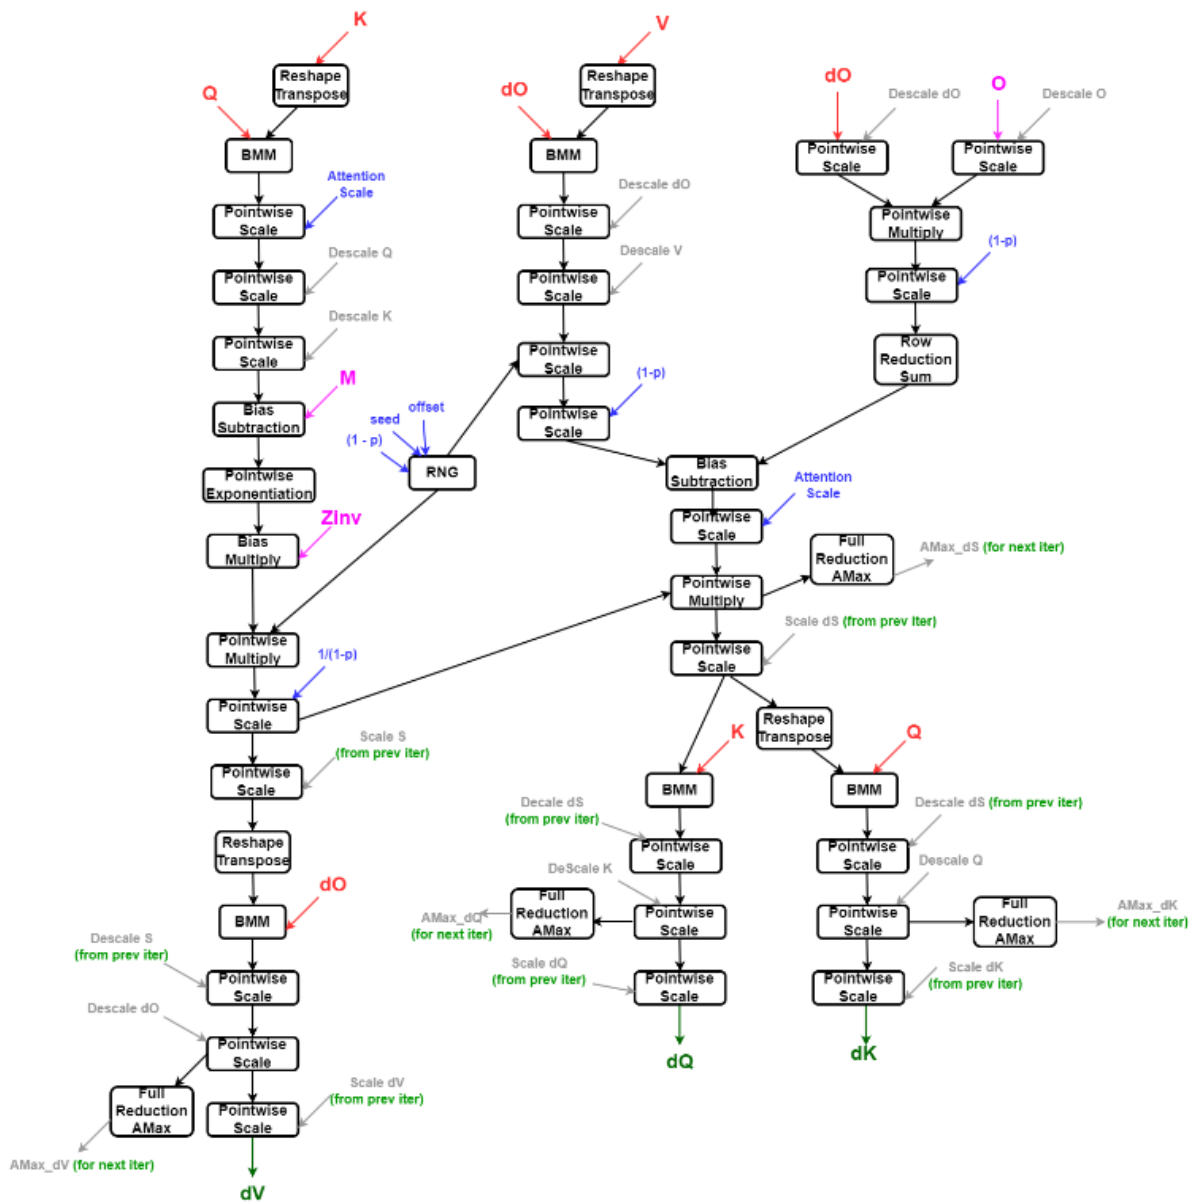 K
Reshape
Transpose
Q
BMM
Attention
Scale
Pointwise
Scale
Descale Q
Pointwise
Scale
Descale K
Pointwise
Scale
M
Bias
Subtraction
Pointwise
Exponentiation
ZInv
Bias
Multiply
Pointwise
Multiply
1/(1-p)
Pointwise
Scale
Scale S
(from prev iter)
Pointwise
Scale
Reshape
Transpose
dO
BMM
Descale S
(from prev iter)
Pointwise
Scale
Descale dO
Pointwise
Scale
Full
Reduction
AMax
AMax_dV (for next iter)
Scale dV
(from prev iter)
Pointwise
Scale
dV
offset
seed
(1 - p)
RNG
V
Reshape
Transpose
dO
BMM
Descale dO
Pointwise
Scale
Descale V
Pointwise
Scale
Pointwise
Scale
(1-p)
Pointwise
Scale
dO
Descale dO
O
Descale O
Pointwise
Scale
Pointwise
Scale
Pointwise
Multiply
(1-p)
Pointwise
Scale
Row
Reduction
Sum
Bias
Subtraction
Attention
Scale
Pointwise
Scale
Pointwise
Multiply
Full
Reduction
AMax
AMax_dS (for next iter)
Scale dS (from prev iter)
Pointwise
Scale
Reshape
Transpose
K
BMM
Decale dS
(from prev iter)
Pointwise
Scale
DeScale K
Pointwise
Scale
Full
Reduction
AMax
AMax_dQ
(for next iter)
Scale dQ
(from prev iter)
Pointwise
Scale
dQ
Q
BMM
Descale dS (from prev iter)
Pointwise
Scale
Descale Q
Pointwise
Scale
Full
Reduction
AMax
AMax_dK
(for next iter)
Scale dK
(from prev iter)
Pointwise
Scale
dK